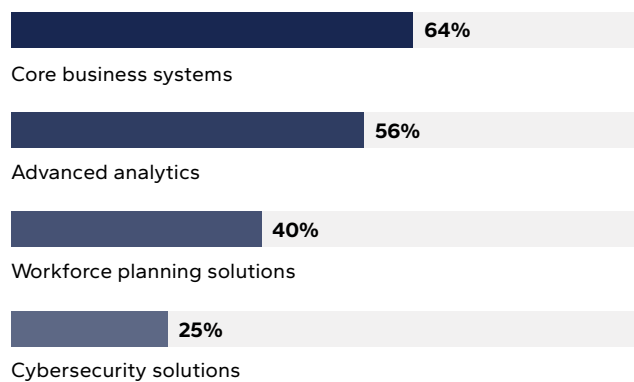 64%
Core business systems
56%
Advanced analytics
40%
Workforce planning solutions
25%
Cybersecurity solutions